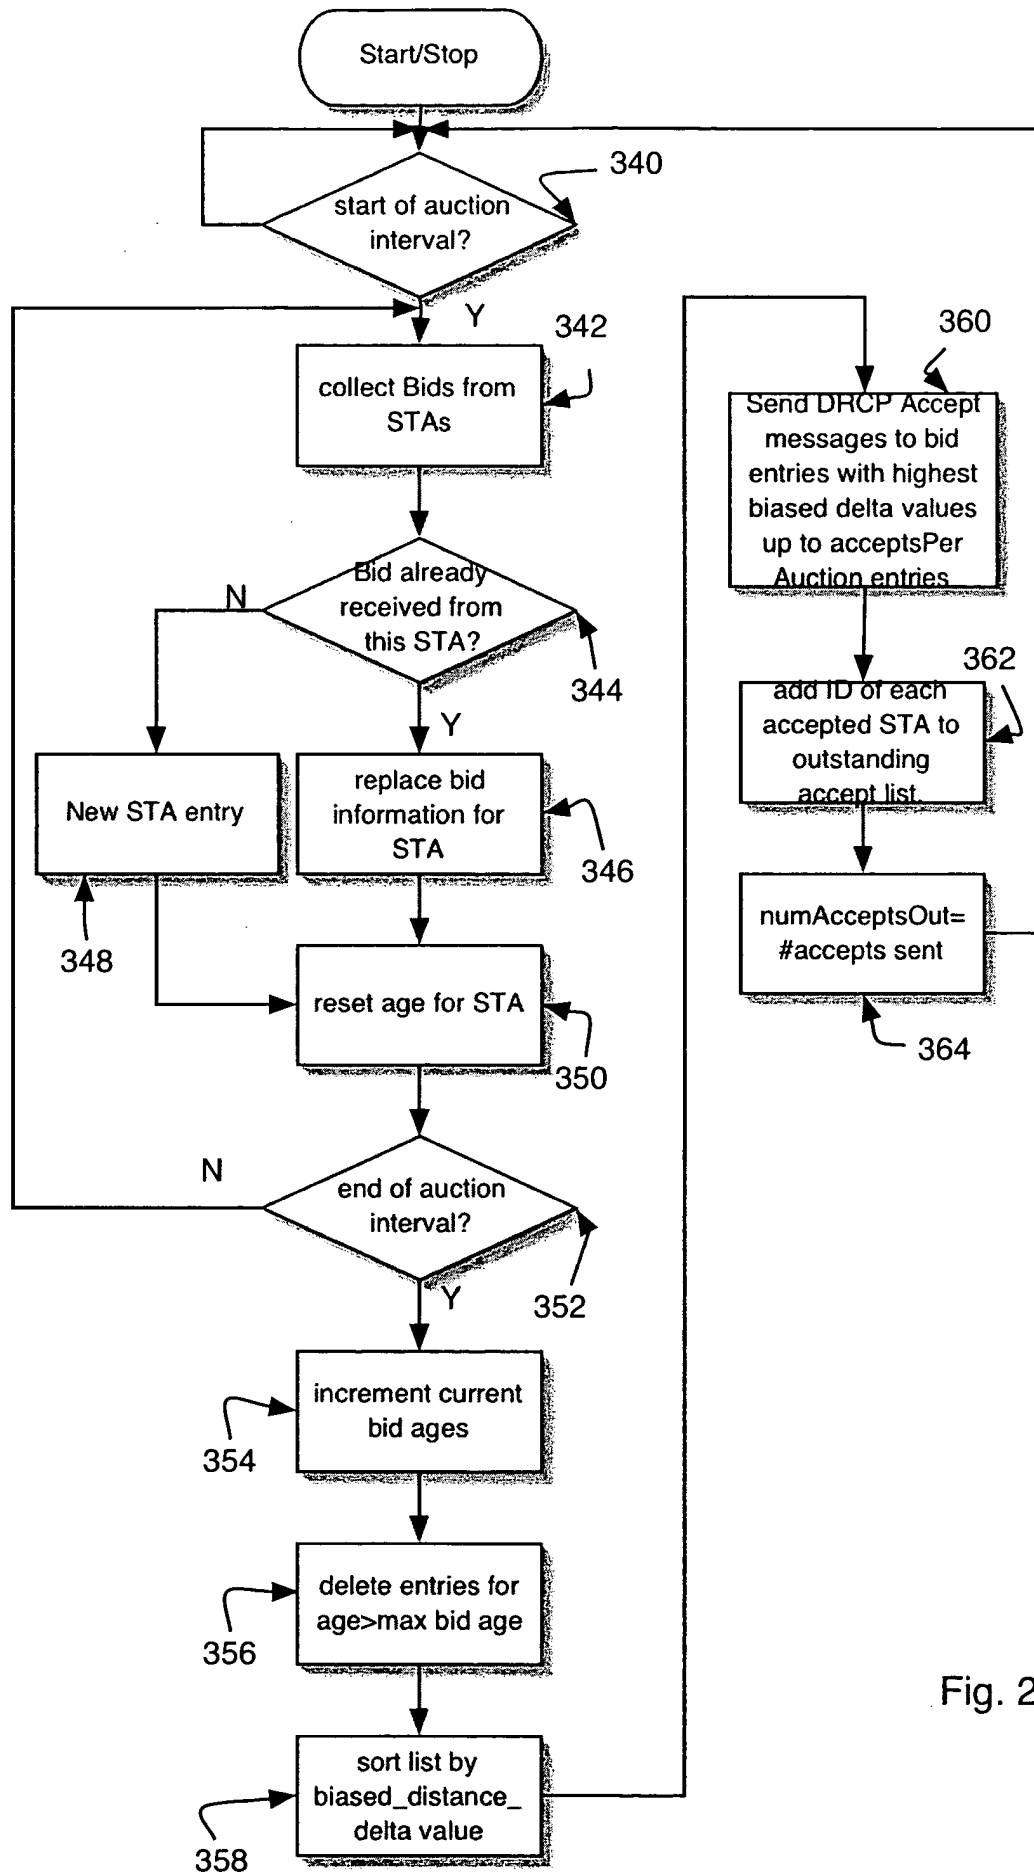 Start/Stop
340
start of auction
interval?
Y
342
collect Bids from
STAs
N
Bid already
received from
this STA?
344
Y
New STA entry
replace bid
information for
STA
346
348
reset age for STA
350
N
end of auction
interval?
352
Y
increment current
bid ages
354
delete entries for
age>max bid age
356
sort list by
biased_distance_
delta value
358
360
Send DRCP Accept
messages to bid
entries with highest
biased delta values
up to acceptsPer
Auction entries
362
add ID of each
accepted STA to
outstanding
accept list.
numAcceptsOut=
#accepts sent
364
Fig. 2